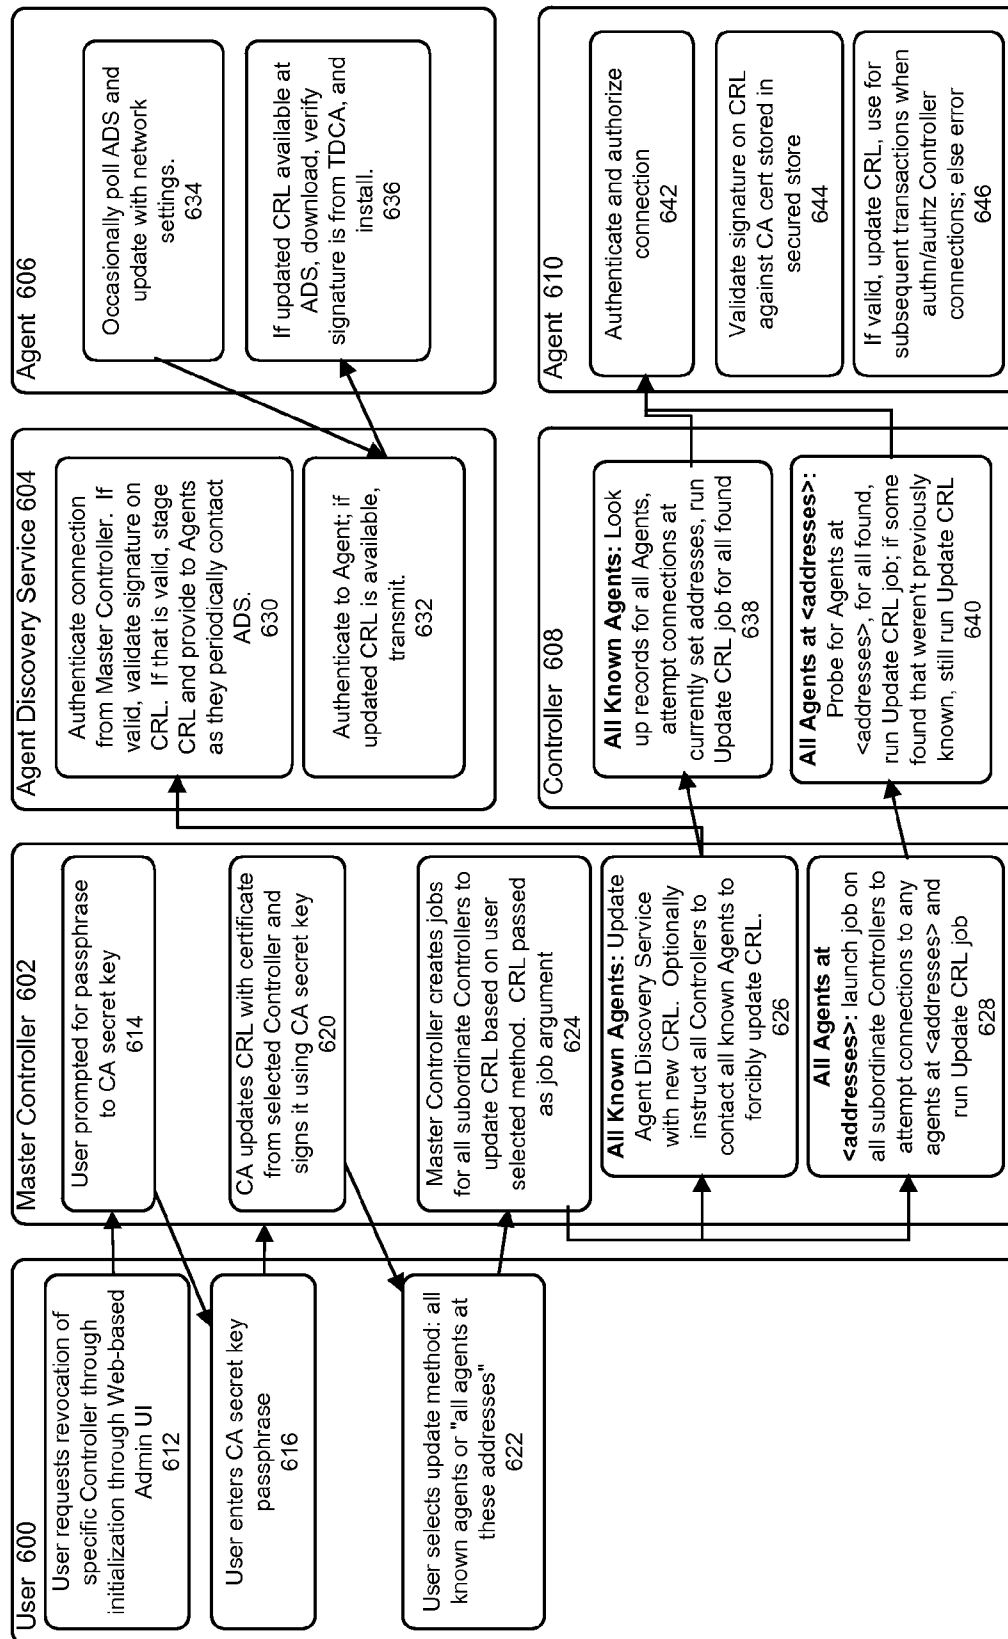 User 600
User requests revocation of
specific Controller through
initialization through Web-based
Admin UI
612
User enters CA secret key
passphrase
616
User selects update method: all
known agents or "all agents at
these addresses"
622
Master Controller 602
User prompted for passphrase
to CA secret key
614
CA updates CRL with certificate
from selected Controller and
signs it using CA secret key
620
Master Controller creates jobs
for all subordinate Controllers to
update CRL based on user
selected method. CRL passed
as job argument
624
All Known Agents: Update
Agent Discovery Service
with new CRL. Optionally
instruct all Controllers to
contact all known Agents to
forcibly update CRL.
626
All Agents at
<addresses>: launch job on
all subordinate Controllers to
attempt connections to any
agents at <addresses> and
run Update CRL job
628
Agent Discovery Service 604
Authenticate connection
from Master Controller. If
valid, validate signature on
CRL. If that is valid, stage
CRL and provide to Agents
as they periodically contact
ADS.
630
Authenticate to Agent; if
updated CRL is available,
transmit.
632
Controller 608
All Known Agents: Look
up records for all Agents,
attempt connections at
currently set addresses, run
Update CRL job for all found
638
All Agents at <addresses>:
Probe for Agents at
<addresses>, for all found,
run Update CRL job; if some
found that weren't previously
known, still run Update CRL
640
Agent 606
Occasionally poll ADS and
update with network
settings.
634
If updated CRL available at
ADS, download, verify
signature is from TDCA, and
install.
636
Agent 610
Authenticate and authorize
connection
642
Validate signature on CRL
against CA cert stored in
secured store
644
If valid, update CRL, use for
subsequent transactions when
authn/authz Controller
connections; else error
646